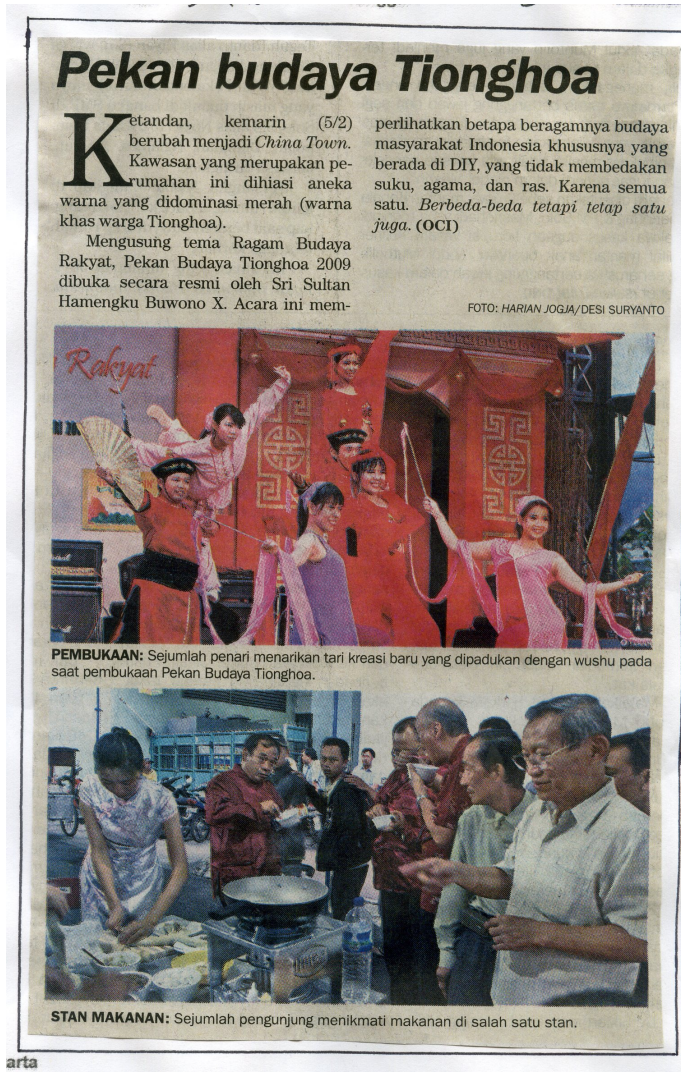 Pekan budaya Tionghoa
Ketandan, kemarin (5/2)
berubah menjadi China Town.
Kawasan yang merupakan pe-
rumahan ini dihiasi aneka
warna yang didominasi merah (warna
khas warga Tionghoa).
Mengusung tema Ragam Budaya
Rakyat, Pekan Budaya Tionghoa 2009
dibuka secara resmi oleh Sri Sultan
Hamengku Buwono X. Acara ini mem-
perlihatkan betapa beragamnya budaya
masyarakat Indonesia khususnya yang
berada di DIY, yang tidak membedakan
suku, agama, dan ras. Karena semua
satu. Berbeda-beda tetapi tetap satu
juga. (OCI)
FOTO: HARIAN JOGJA/DESI SURYANTO
Rakyat
PEMBUKAAN: Sejumlah penari menarikan tari kreasi baru yang dipadukan dengan wushu pada
saat pembukaan Pekan Budaya Tionghoa.
STAN MAKANAN: Sejumlah pengunjung menikmati makanan di salah satu stan.
arta